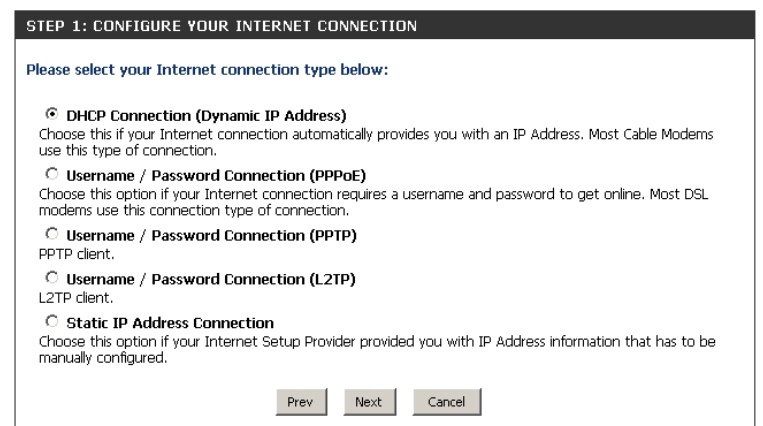 STEP 1: CONFIGURE YOUR INTERNET CONNECTION
Please select your Internet connection type below:
DHCP Connection (Dynamic IP Address)
Choose this if your Internet connection automatically provides you with an IP Address. Most Cable Modems
use this type of connection.
Username / Password Connection (PPPoE)
Choose this option if your Internet connection requires a username and password to get online. Most DSL
modems use this connection type of connection.
Username / Password Connection (PPTP)
PPTP client.
Username / Password Connection (L2TP)
L2TP client.
Static IP Address Connection
Choose this option if your Internet Setup Provider provided you with IP Address information that has to be
manually configured.
Prev Next Cancel